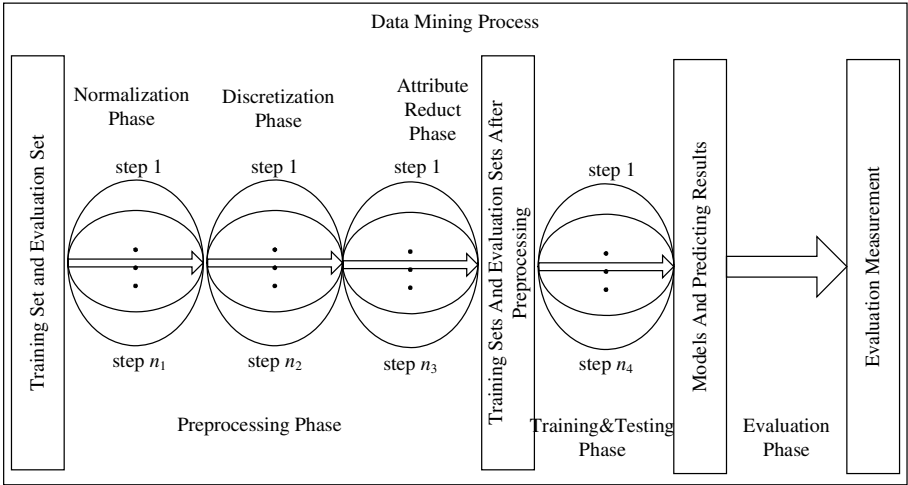 Data Mining Process
Training Set and Evaluation Set
Normalization
Phase
Discretization
Phase
Attribute
Reduct
Phase
step 1
step 1
step 1
step n₁
step n₂
step n₃
Preprocessing Phase
Training Sets And Evaluation Sets After
Preprocessing
step 1
step n₄
Training&Testing
Phase
Models And Predicting Results
Evaluation
Phase
Evaluation Measurement